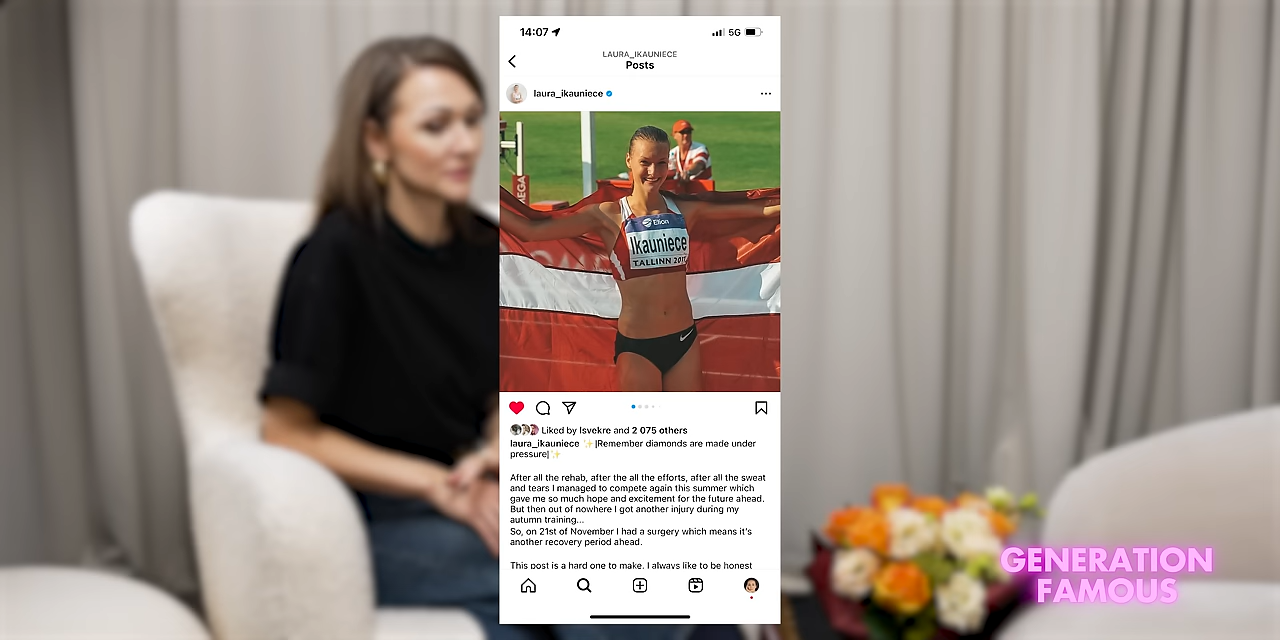 14:07
5G
LAURA_IKAUNIECE
Posts
laura_ikauniece
Elion
Ikauniece
TALLINN
Liked by lsvekre and 2 075 others
laura_ikauniece ✨|Remember diamonds are made under
pressure|✨
After all the rehab, after the all the efforts, after all the sweat
and tears I managed to compete again this summer which
gave me so much hope and excitement for the future ahead.
But then out of nowhere I got another injury during my
autumn training...
So, on 21st of November I had a surgery which means it's
another recovery period ahead.
This post is a hard one to make. I always like to be honest
GENERATION
FAMOUS